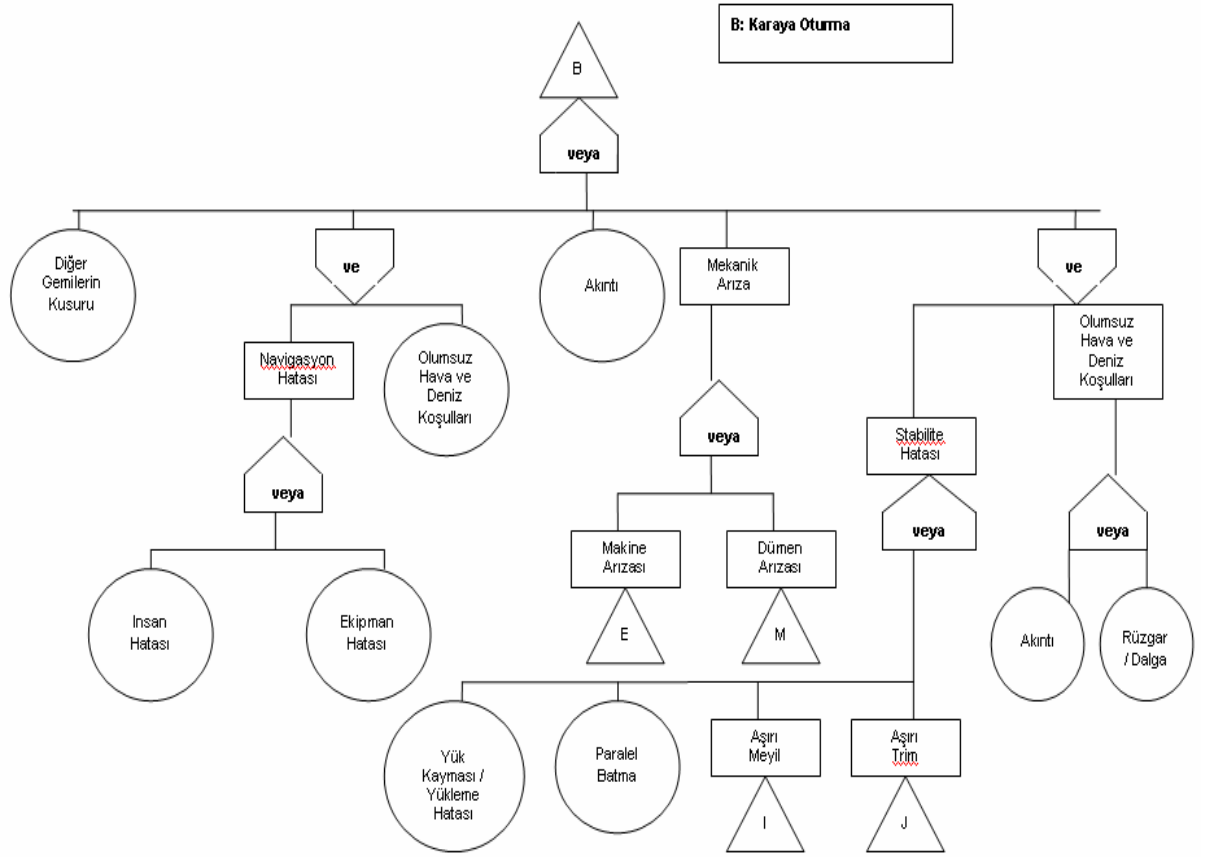 B: Karaya Oturma
B
veya
Diğer
Gemilerin
Kusuru
ve
Akıntı
Mekanik
Arıza
ve
Navigasyon
Hatası
Olumsuz
Hava ve
Deniz
Koşulları
Olumsuz
Hava ve
Deniz
Koşulları
veya
veya
Stabilite
Hatası
veya
veya
Makine
Arızası
Dümen
Arızası
İnsan
Hatası
Ekipman
Hatası
E
M
Akıntı
Rüzgar
/ Dalga
Yük
Kayması /
Yükleme
Hatası
Paralel
Batma
Aşırı
Meyil
Aşırı
Trim
I
J